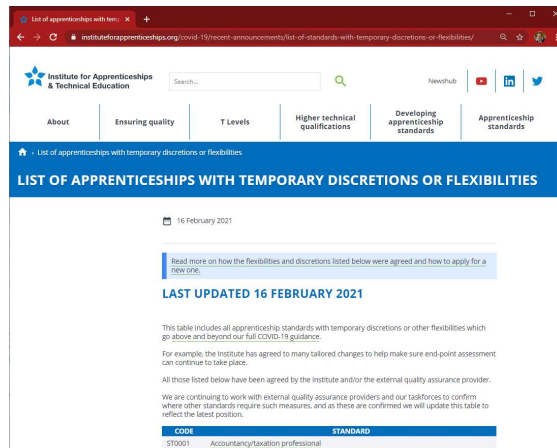 List of apprenticeships with temp
instituteforapprenticeships.org/covid-19/recent-announcements/list-of-standards-with-temporary-discretions-or-flexibilities/
Institute for Apprenticeships
& Technical Education
Search...
Newshub
About
Ensuring quality
T Levels
Higher technical
qualifications
Developing
apprenticeship
standards
Apprenticeship
standards
List of apprenticeships with temporary discretions or flexibilities
LIST OF APPRENTICESHIPS WITH TEMPORARY DISCRETIONS OR FLEXIBILITIES
16 February 2021
Read more on how the flexibilities and discretions listed below were agreed and how to apply for a
new one.
LAST UPDATED 16 FEBRUARY 2021
This table includes all apprenticeship standards with temporary discretions or other flexibilities which
go above and beyond our full COVID-19 guidance.
For example, the Institute has agreed to many tailored changes to help make sure end-point assessment
can continue to take place.
All those listed below have been agreed by the Institute and/or the external quality assurance provider.
We are continuing to work with external quality assurance providers and our taskforces to confirm
where other standards require such measures, and as these are confirmed we will update this table to
reflect the latest position.
CODE STANDARD
ST0001 Accountancy/taxation professional